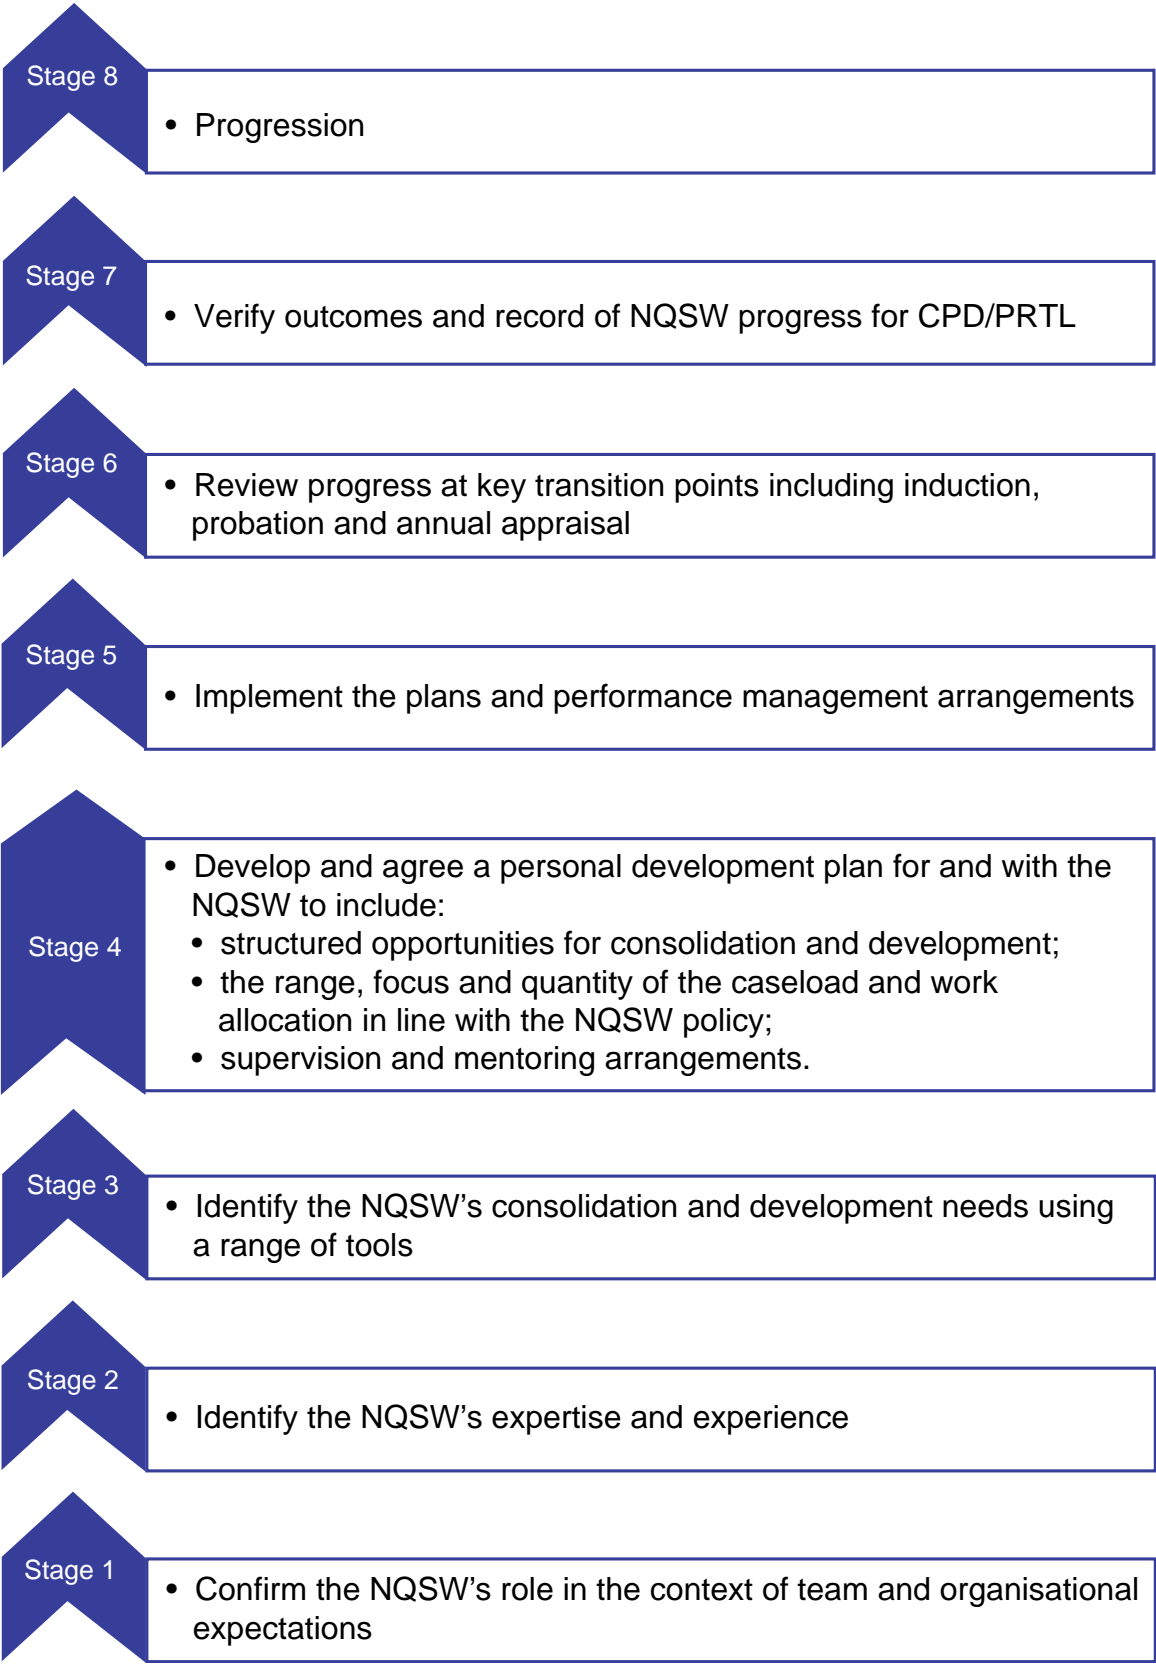 Stage 8
• Progression
Stage 7
• Verify outcomes and record of NQSW progress for CPD/PRTL
Stage 6
• Review progress at key transition points including induction,
probation and annual appraisal
Stage 5
• Implement the plans and performance management arrangements
Stage 4
• Develop and agree a personal development plan for and with the
NQSW to include:
• structured opportunities for consolidation and development;
• the range, focus and quantity of the caseload and work
allocation in line with the NQSW policy;
• supervision and mentoring arrangements.
Stage 3
• Identify the NQSW’s consolidation and development needs using
a range of tools
Stage 2
• Identify the NQSW’s expertise and experience
Stage 1
• Confirm the NQSW’s role in the context of team and organisational
expectations